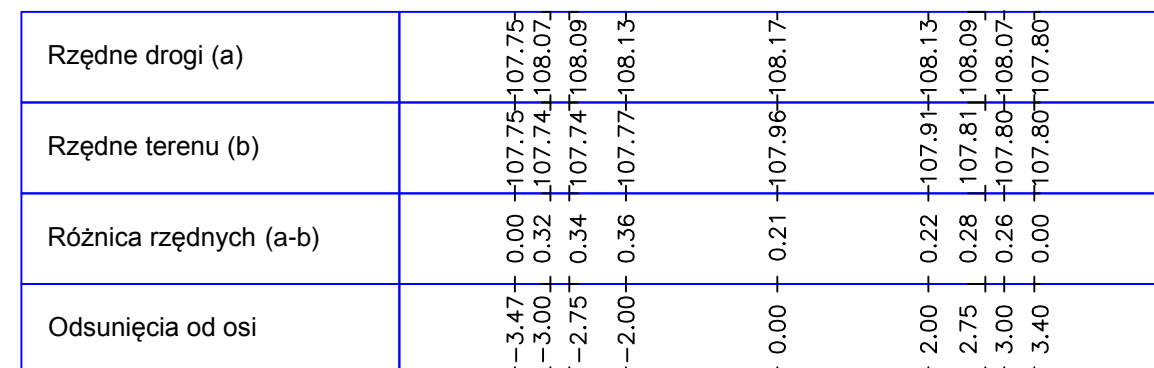 Rzędne drogi (a) 107.75 108.07 108.09 108.13 108.17 108.13 108.09 108.07 107.80
Rzędne terenu (b) 107.75 107.74 107.74 107.77 107.96 107.91 107.81 107.80 107.80
Różnica rzędnych (a-b) 0.00 0.32 0.34 0.36 0.21 0.22 0.28 0.26 0.00
Odsunięcia od osi -3.47 -3.00 -2.75 -2.00 0.00 2.00 2.75 3.00 3.40